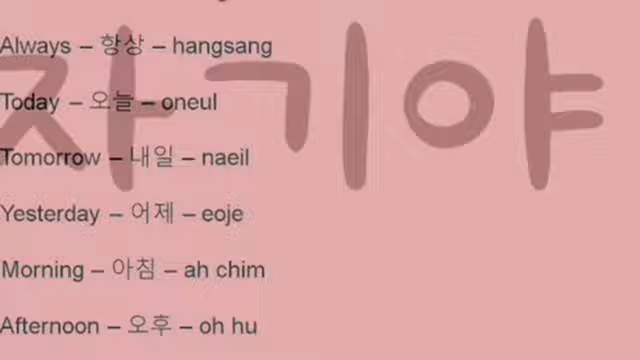 Always – 항상 – hangsang
자기야
Today – 오늘 – oneul
Tomorrow – 내일 – naeil
Yesterday – 어제 – eoje
Morning – 아침 – ah chim
Afternoon – 오후 – oh hu